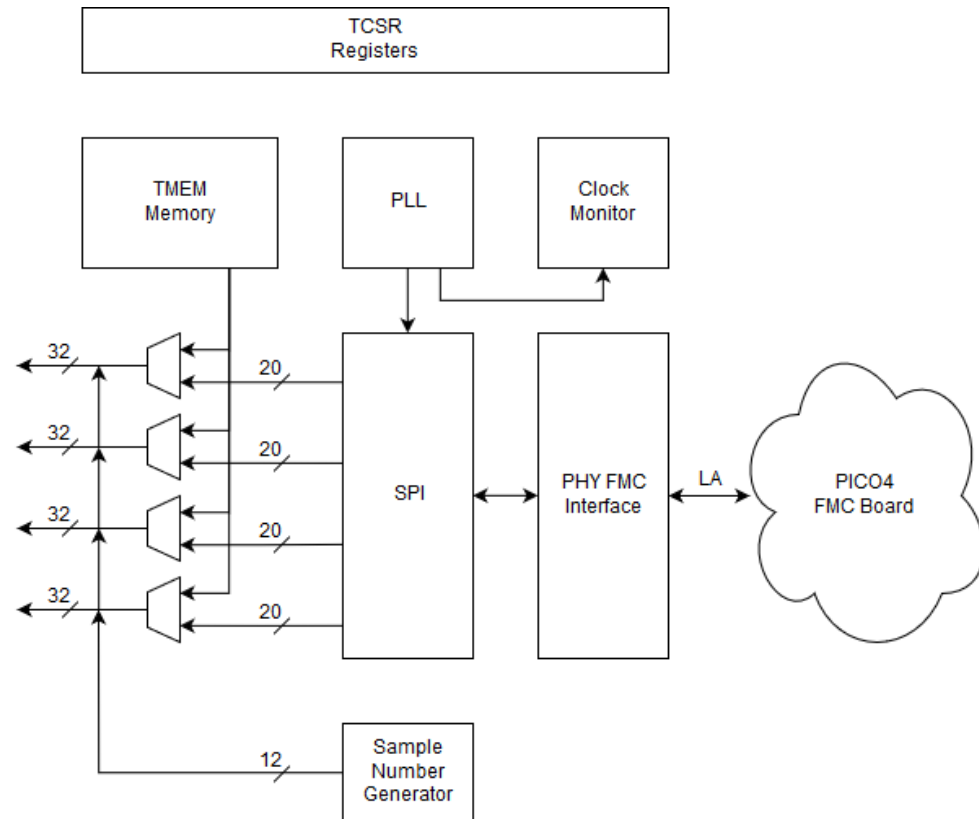 TCSR
Registers
TMEM
Memory
PLL
Clock
Monitor
32
20
32
20
32
20
32
20
SPI
PHY FMC
Interface
LA
PICO4
FMC Board
12
Sample
Number
Generator